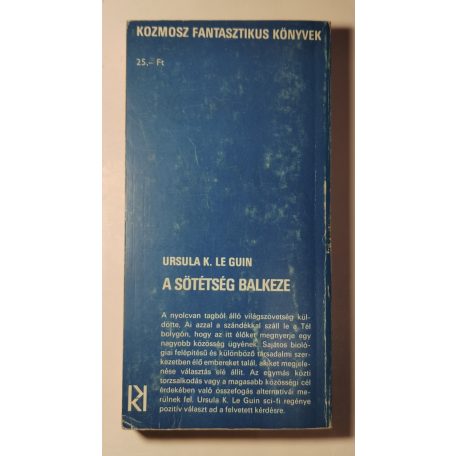 KOZMOSZ FANTASZTIKUS KÖNYVEK
25,– Ft
URSULA K. LE GUIN
A SÖTÉTSÉG BALKEZE
A nyolcvan tagból álló világszövetség kül-
dötte, Ai azzal a szándékkal száll le a Tél
bolygón, hogy az itt élőket megnyerje egy
nagyobb közösség ügyének. Sajátos bioló-
giai felépítésű és különböző társadalmi szer-
kezetben élő embereket talál, akiket megjele-
nése választás elé állít. Az egymás közti
torzsalkodás vagy a magasabb közösségi cél
érdekében való összefogás alternatívái me-
rülnek fel. Ursula K. Le Guin sci-fi regénye
pozitív választ ad a felvetett kérdésre.